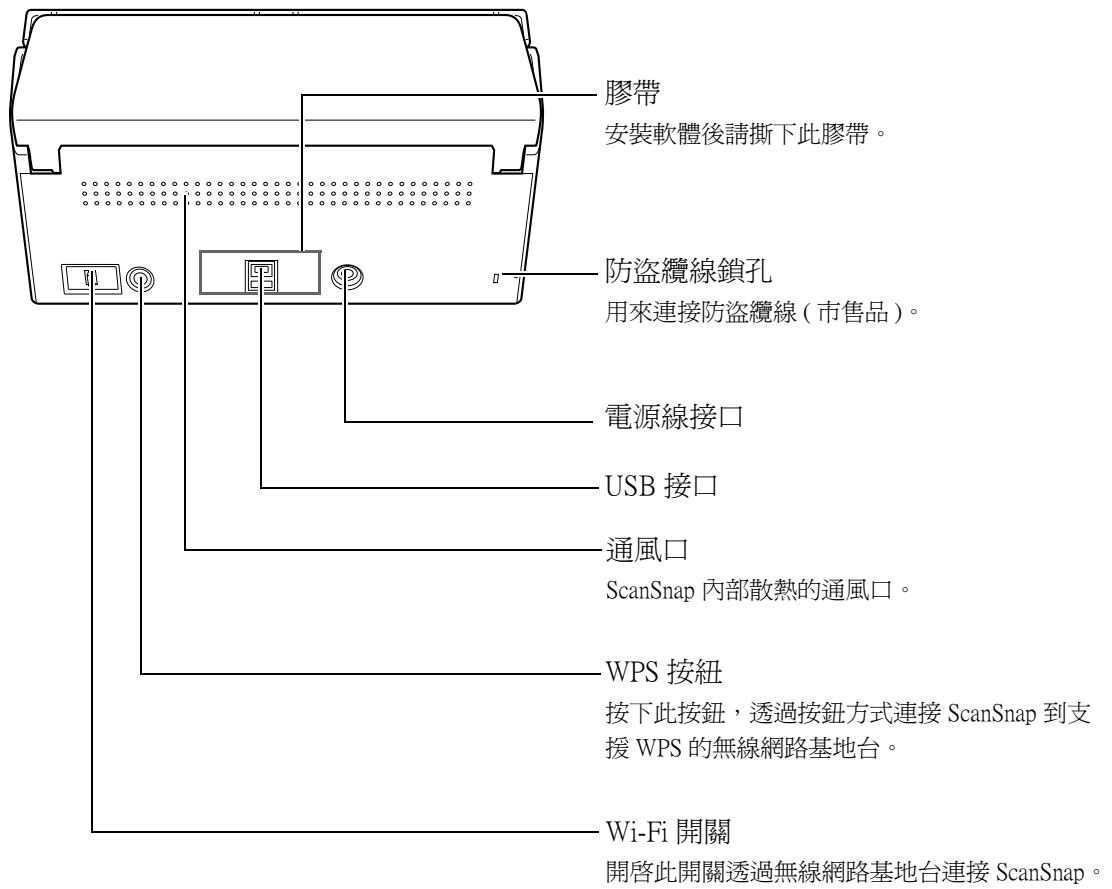 膠帶
安裝軟體後請撕下此膠帶。
防盜纜線鎖孔
用來連接防盜纜線 ( 市售品 )。
電源線接口
USB 接口
通風口
ScanSnap 內部散熱的通風口。
WPS 按紐
按下此按鈕，透過按鈕方式連接 ScanSnap 到支
援 WPS 的無線網路基地台。
Wi-Fi 開關
開啓此開關透過無線網路基地台連接 ScanSnap。